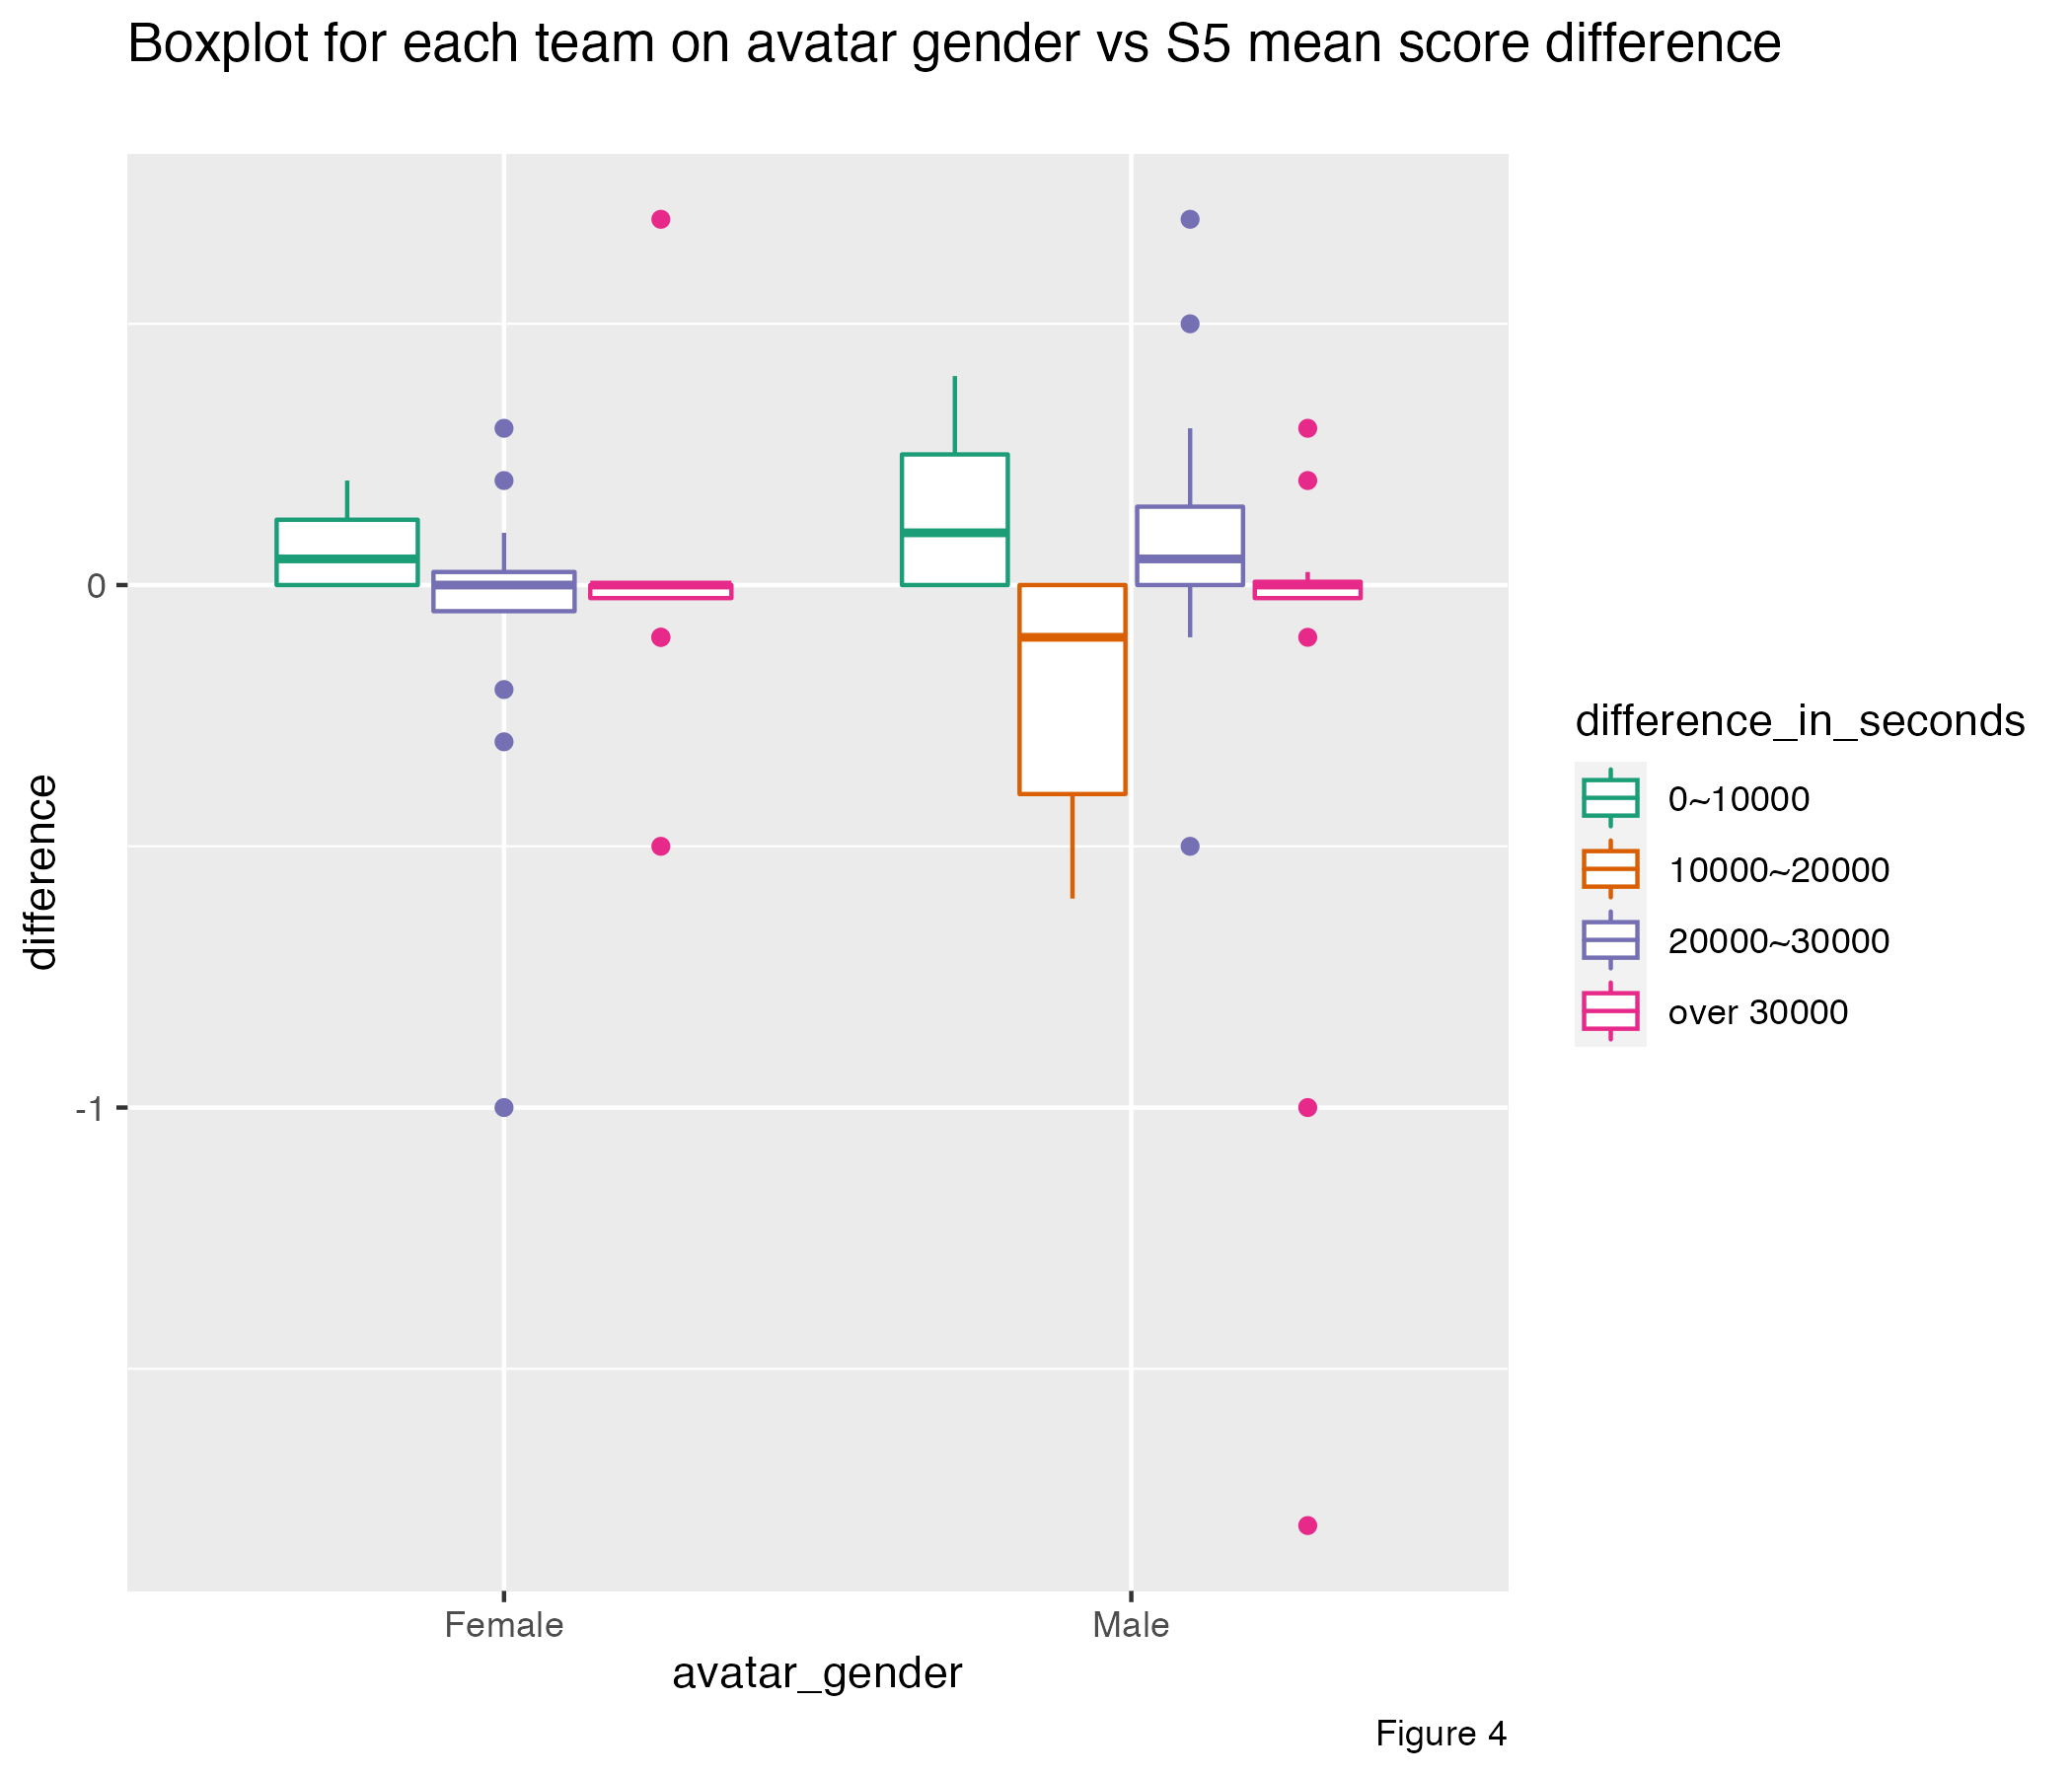 Boxplot for each team on avatar gender vs S5 mean score difference
difference
0
-1
Female
Male
avatar_gender
difference_in_seconds
0~10000
10000~20000
20000~30000
over 30000
Figure 4